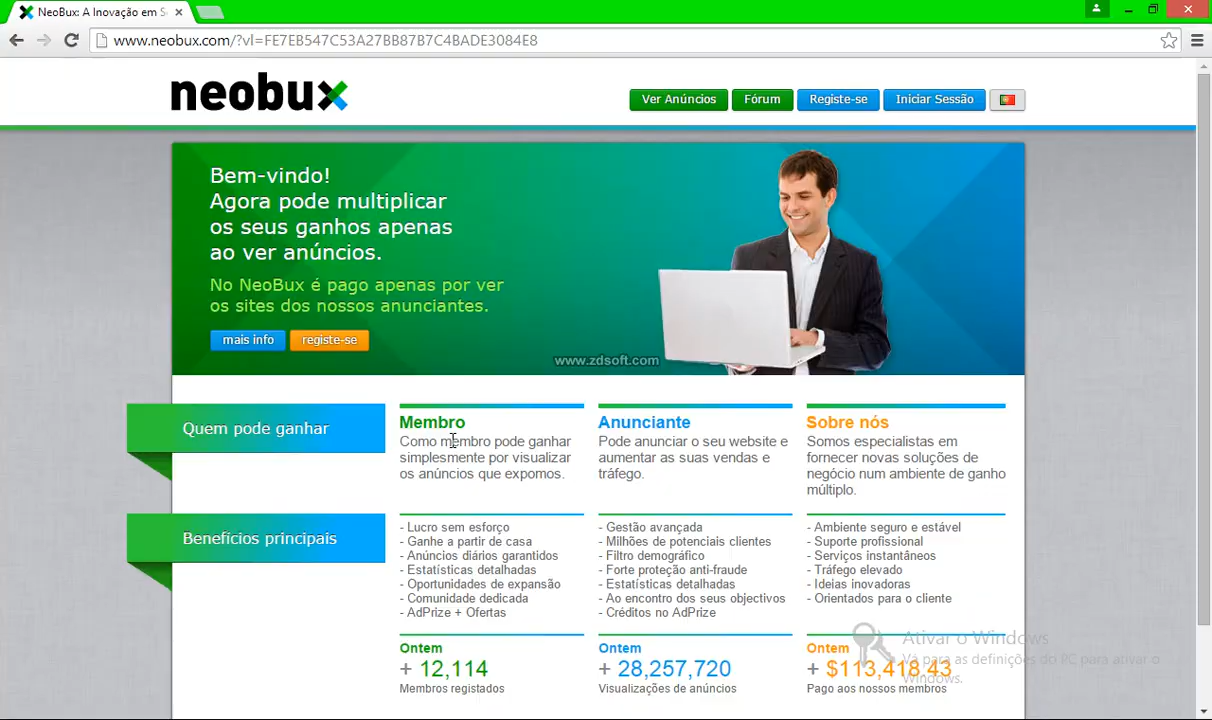 NeoBux: A Inovação em S
www.neobux.com/?vl=FE7EB547C53A27BB87B7C4BADE3084E8
neobux
Ver Anúncios
Fórum
Registe-se
Iniciar Sessão
Bem-vindo!
Agora pode multiplicar
os seus ganhos apenas
ao ver anúncios.
No NeoBux é pago apenas por ver
os sites dos nossos anunciantes.
mais info
registe-se
www.zdsoft.com
Quem pode ganhar
Membro
Como membro pode ganhar
simplesmente por visualizar
os anúncios que expomos.
Anunciante
Pode anunciar o seu website e
aumentar as suas vendas e
tráfego.
Sobre nós
Somos especialistas em
fornecer novas soluções de
negócio num ambiente de ganho
múltiplo.
Benefícios principais
- Lucro sem esforço
- Ganhe a partir de casa
- Anúncios diários garantidos
- Estatísticas detalhadas
- Oportunidades de expansão
- Comunidade dedicada
- AdPrize + Ofertas
- Gestão avançada
- Milhões de potenciais clientes
- Filtro demográfico
- Forte proteção anti-fraude
- Estatísticas detalhadas
- Ao encontro dos seus objectivos
- Créditos no AdPrize
- Ambiente seguro e estável
- Suporte profissional
- Serviços instantâneos
- Tráfego elevado
- Ideias inovadoras
- Orientados para o cliente
Ontem
+ 12,114
Membros registados
Ontem
+ 28,257,720
Visualizações de anúncios
Ontem
+ $113,418.43
Pago aos nossos membros
Ativar o Windows
Vá para as definições do PC para ativar o
Windows.